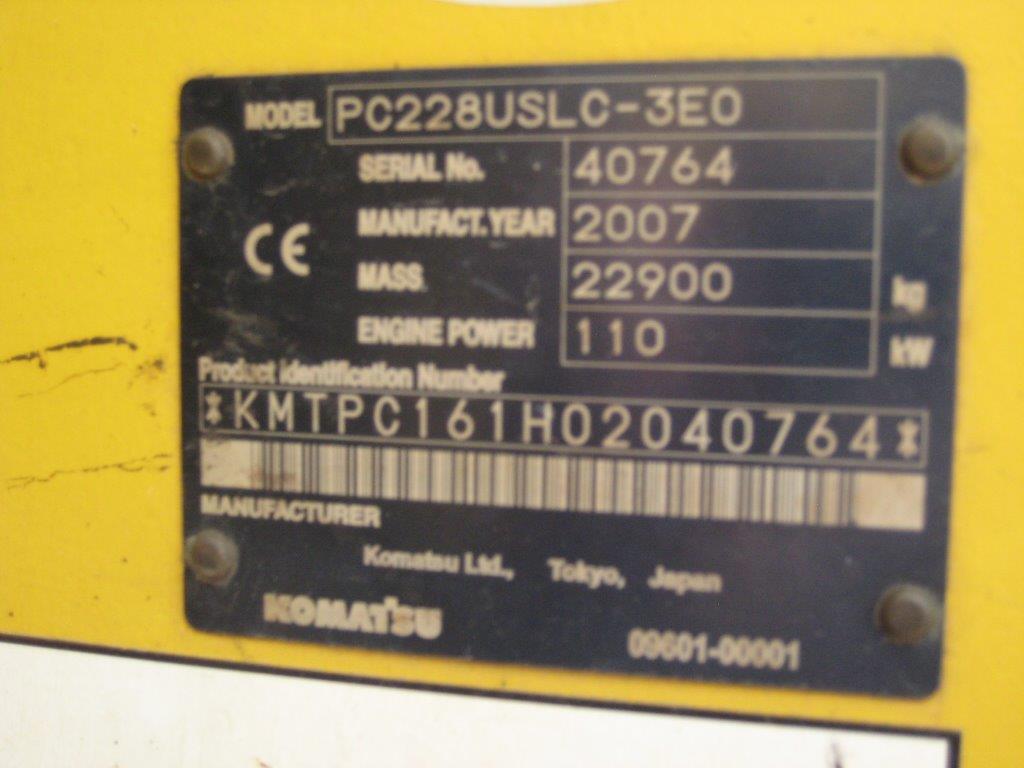 MODEL PC228USLC-3E0
SERIAL No. 40764
MANUFACT.YEAR 2007
CE
MASS 22900 kg
ENGINE POWER 110 kW
Product Identification Number
*KMTPC161H02040764*
MANUFACTURER
Komatsu Ltd., Tokyo, Japan
KOMATSU
09601-00001